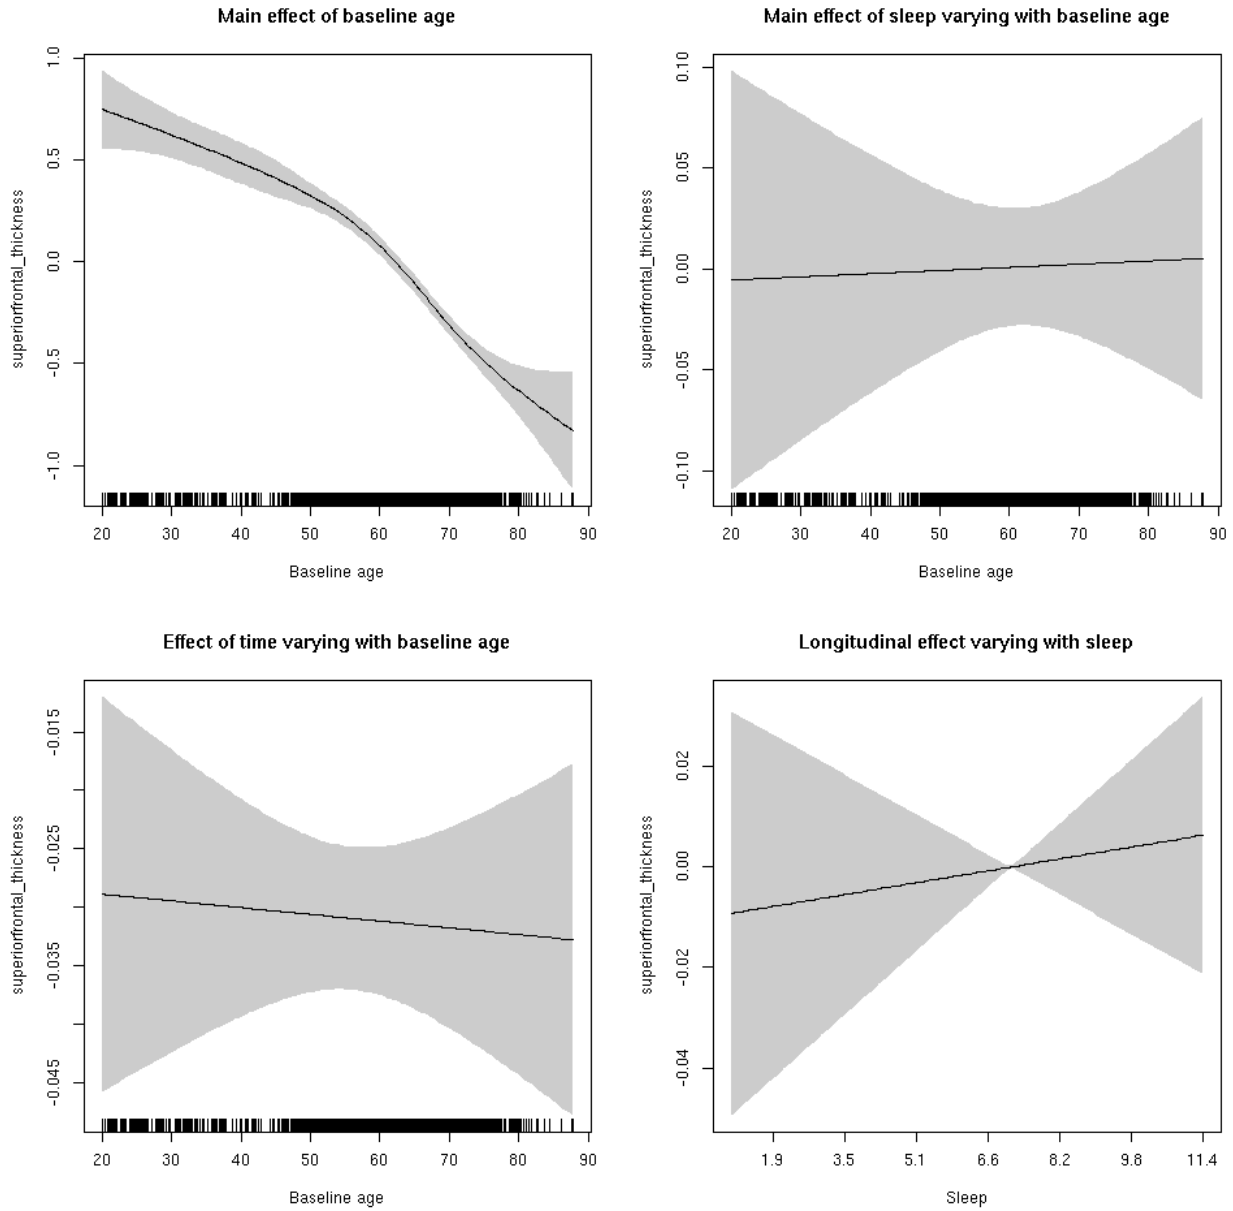 Main effect of baseline age
superiorfrontal_thickness
1.0
0.5
0.0
-0.5
-1.0
20 30 40 50 60 70 80 90
Baseline age
Main effect of sleep varying with baseline age
superiorfrontal_thickness
0.10
0.05
0.00
-0.05
-0.10
20 30 40 50 60 70 80 90
Baseline age
Effect of time varying with baseline age
superiorfrontal_thickness
-0.015
-0.025
-0.035
-0.045
20 30 40 50 60 70 80 90
Baseline age
Longitudinal effect varying with sleep
superiorfrontal_thickness
0.02
0.00
-0.02
-0.04
1.9 3.5 5.1 6.6 8.2 9.8 11.4
Sleep